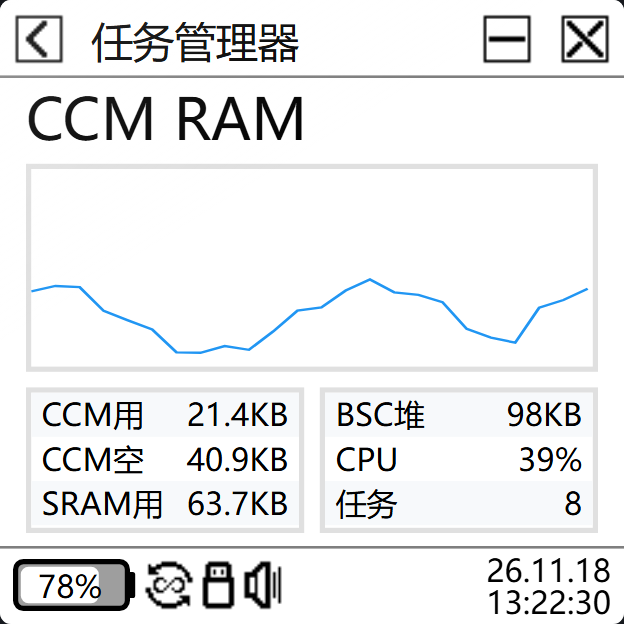 任务管理器
CCM RAM
CCM用 21.4KB
CCM空 40.9KB
SRAM用 63.7KB
BSC堆 98KB
CPU 39%
任务 8
78%
26.11.18
13:22:30